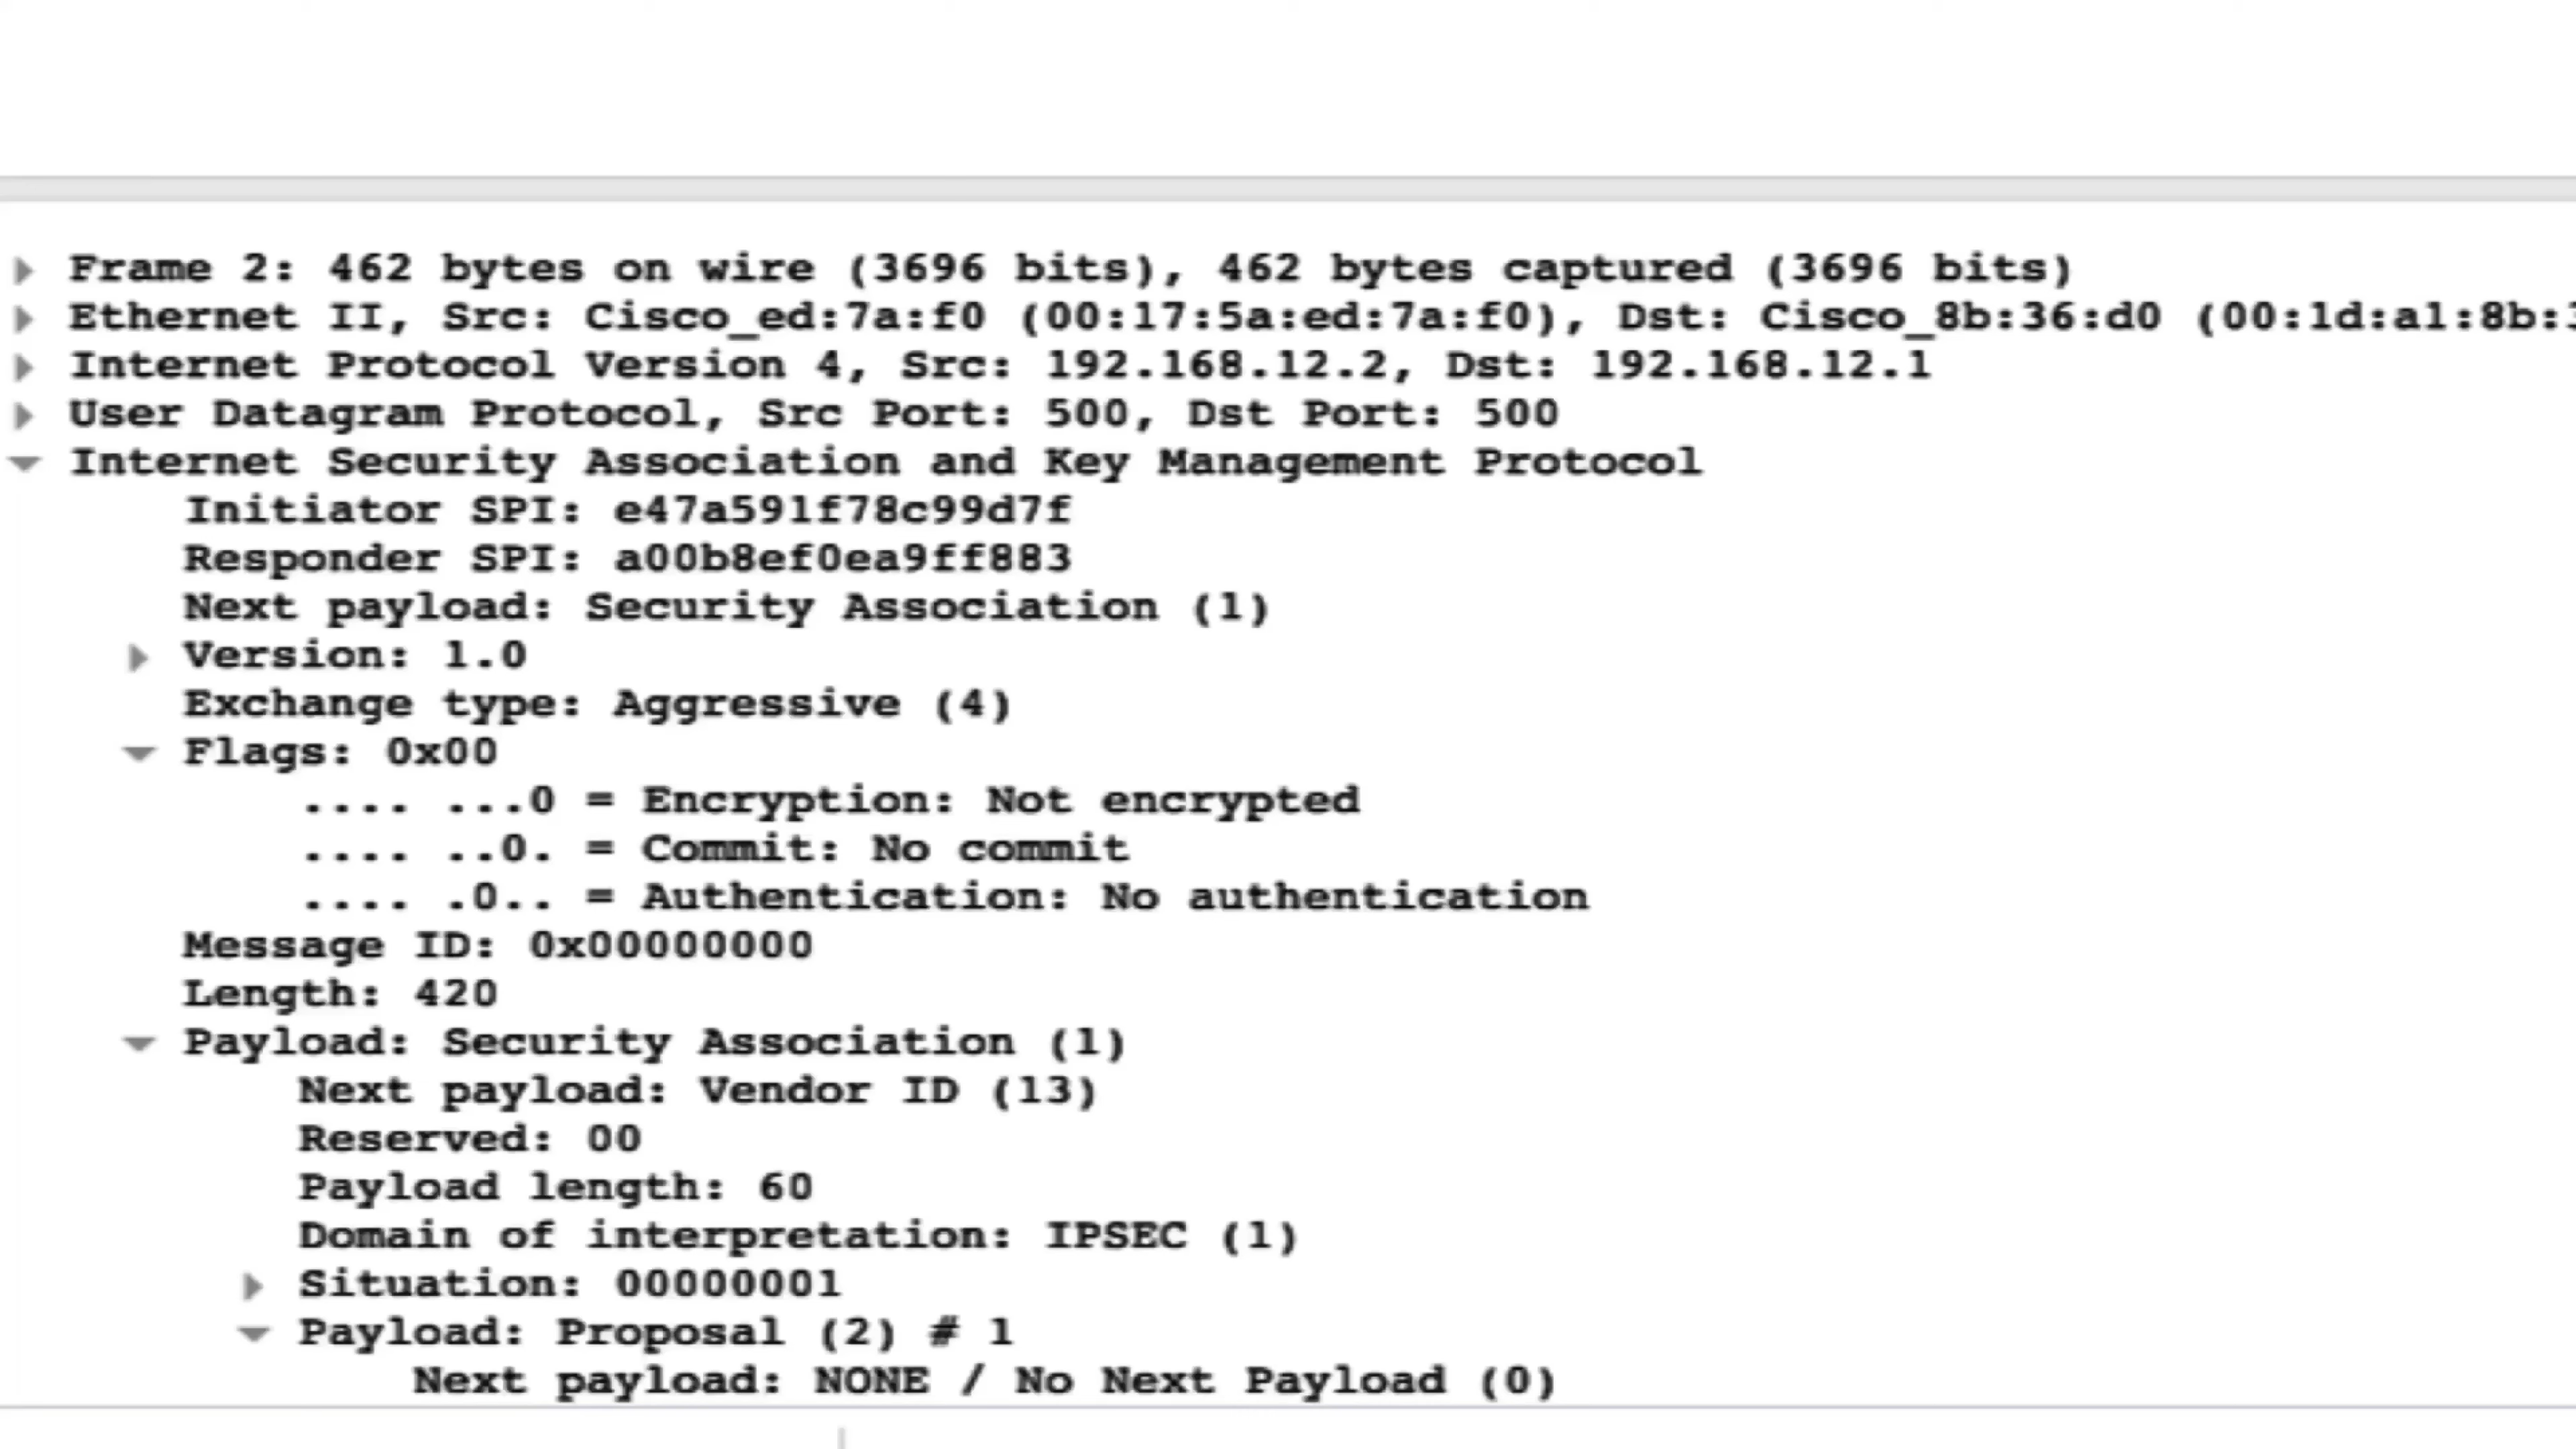 Frame 2: 462 bytes on wire (3696 bits), 462 bytes captured (3696 bits)
Ethernet II, Src: Cisco_ed:7a:f0 (00:17:5a:ed:7a:f0), Dst: Cisco_8b:36:d0 (00:1d:a1:8b:3
Internet Protocol Version 4, Src: 192.168.12.2, Dst: 192.168.12.1
User Datagram Protocol, Src Port: 500, Dst Port: 500
Internet Security Association and Key Management Protocol
Initiator SPI: e47a591f78c99d7f
Responder SPI: a00b8ef0ea9ff883
Next payload: Security Association (1)
Version: 1.0
Exchange type: Aggressive (4)
Flags: 0x00
.... ...0 = Encryption: Not encrypted
.... ..0. = Commit: No commit
.... .0.. = Authentication: No authentication
Message ID: 0x00000000
Length: 420
Payload: Security Association (1)
Next payload: Vendor ID (13)
Reserved: 00
Payload length: 60
Domain of interpretation: IPSEC (1)
Situation: 00000001
Payload: Proposal (2) # 1
Next payload: NONE / No Next Payload (0)